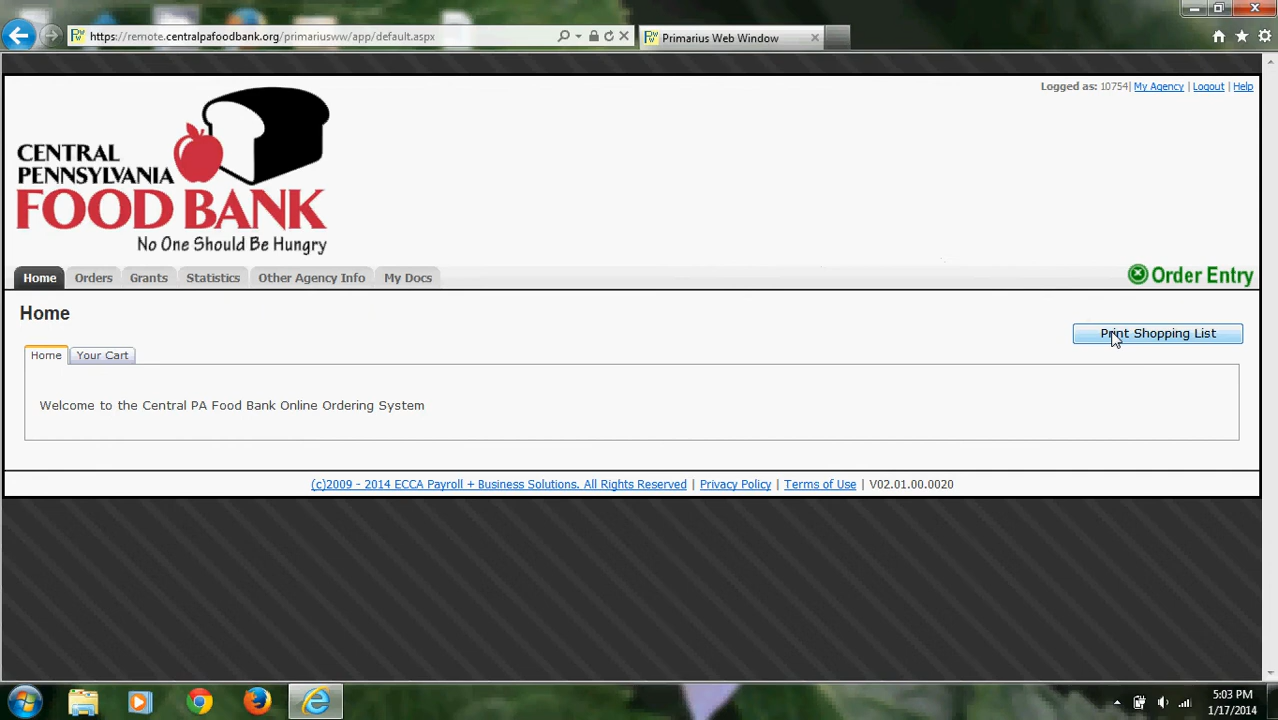 https://remote.centralpafoodbank.org/primariusww/app/default.aspx
Primarius Web Window
Logged as: 10754| My Agency | Logout | Help
CENTRAL
PENNSYLVANIA
FOOD BANK
No One Should Be Hungry
Home Orders Grants Statistics Other Agency Info My Docs
Order Entry
Home
Print Shopping List
Home Your Cart
Welcome to the Central PA Food Bank Online Ordering System
(c)2009 - 2014 ECCA Payroll + Business Solutions. All Rights Reserved | Privacy Policy | Terms of Use | V02.01.00.0020
5:03 PM
1/17/2014